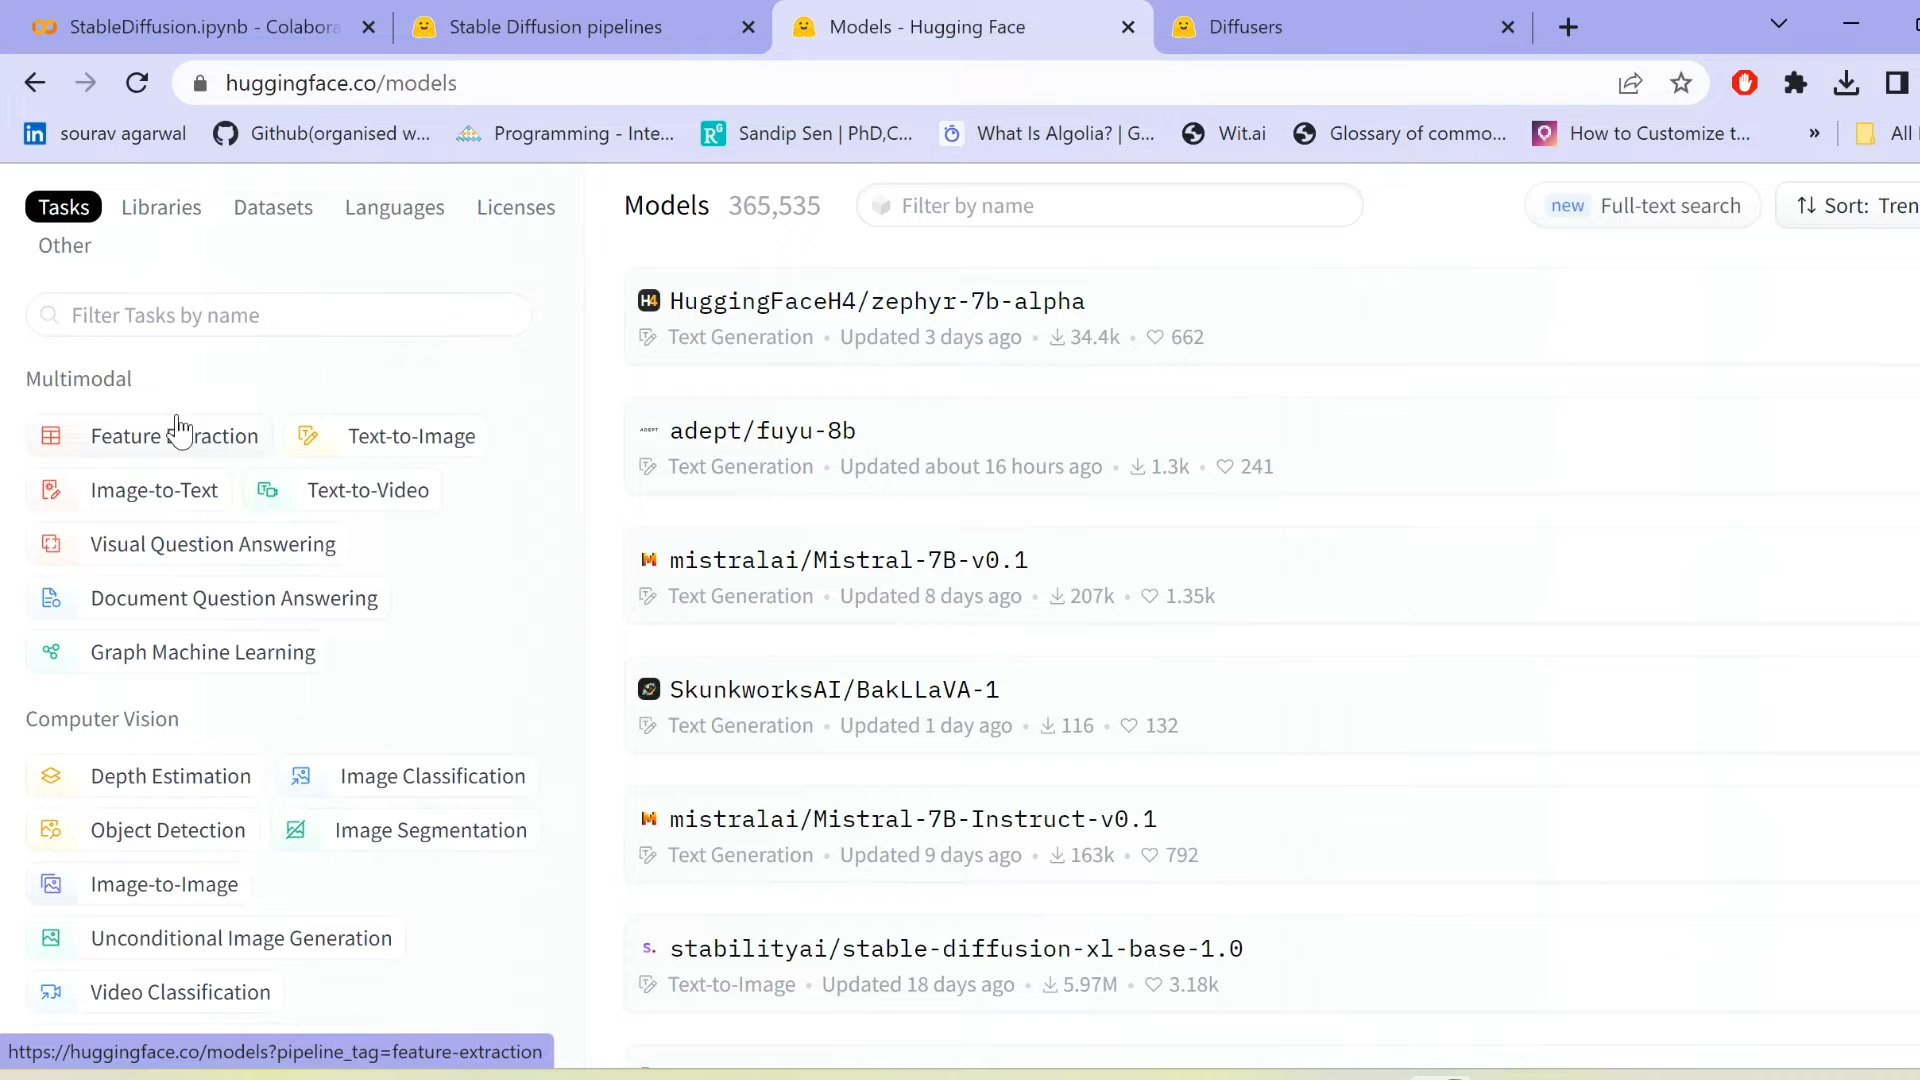 StableDiffusion.ipynb - Colabora
Stable Diffusion pipelines
Models - Hugging Face
Diffusers
huggingface.co/models
sourav agarwal
Github(organised w...
Programming - Inte...
Sandip Sen | PhD,C...
What Is Algolia? | G...
Wit.ai
Glossary of commo...
How to Customize t...
»
All
Tasks Libraries Datasets Languages Licenses
Other
Filter Tasks by name
Multimodal
Feature raction Text-to-Image
Image-to-Text Text-to-Video
Visual Question Answering
Document Question Answering
Graph Machine Learning
Computer Vision
Depth Estimation Image Classification
Object Detection Image Segmentation
Image-to-Image
Unconditional Image Generation
Video Classification
https://huggingface.co/models?pipeline_tag=feature-extraction
Models 365,535 Filter by name new Full-text search Sort: Tren
HuggingFaceH4/zephyr-7b-alpha
Text Generation • Updated 3 days ago • 34.4k • 662
adept/fuyu-8b
Text Generation • Updated about 16 hours ago • 1.3k • 241
mistralai/Mistral-7B-v0.1
Text Generation • Updated 8 days ago • 207k • 1.35k
SkunkworksAI/BakLLaVA-1
Text Generation • Updated 1 day ago • 116 • 132
mistralai/Mistral-7B-Instruct-v0.1
Text Generation • Updated 9 days ago • 163k • 792
stabilityai/stable-diffusion-xl-base-1.0
Text-to-Image • Updated 18 days ago • 5.97M • 3.18k